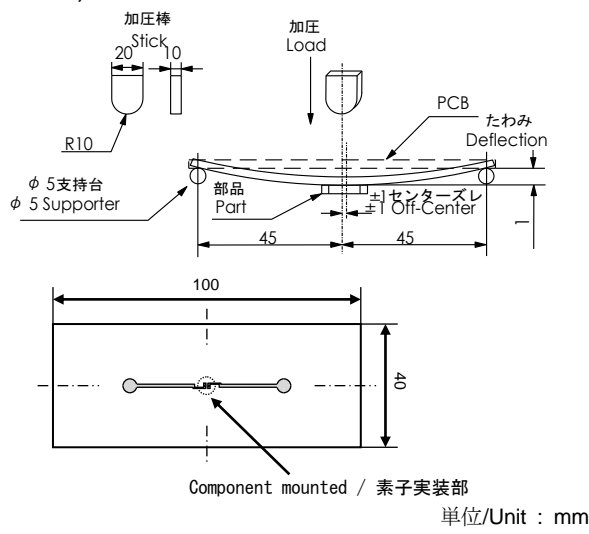 加圧棒
Stick
20
10
R10
加圧
Load
PCB
たわみ
Deflection
φ 5支持台
φ 5 Supporter
部品
Part
±1センターズレ
±1 Off-Center
1
45
45
100
40
Component mounted / 素子実装部
単位/Unit : mm